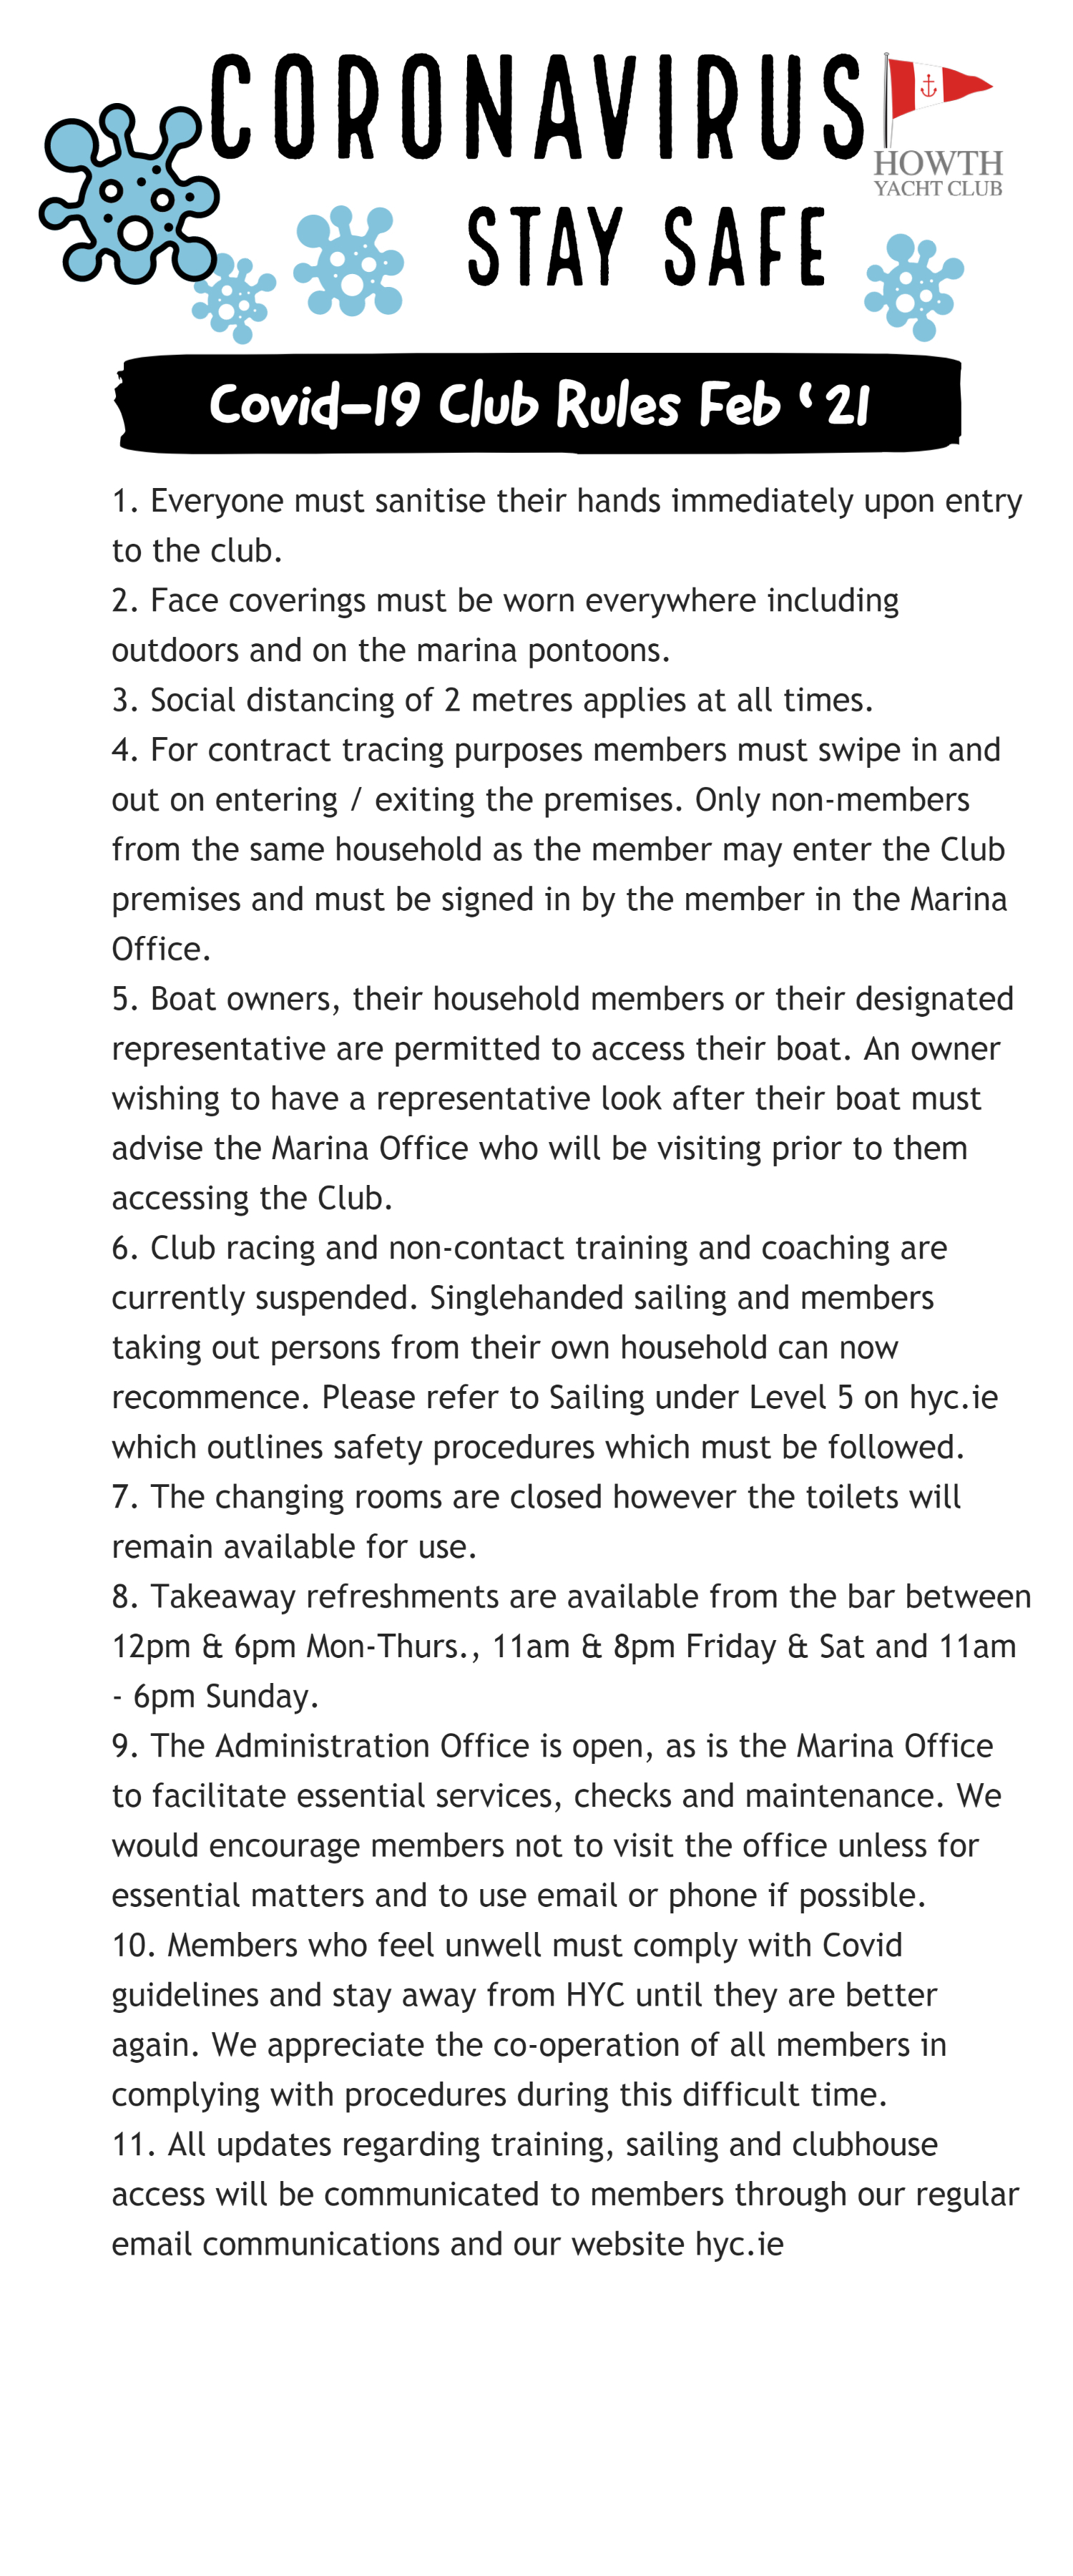 CORONAVIRUS
HOWTH
YACHT CLUB
STAY SAFE
Covid-19 Club Rules Feb ‘ 21
1. Everyone must sanitise their hands immediately upon entry
to the club.
2. Face coverings must be worn everywhere including
outdoors and on the marina pontoons.
3. Social distancing of 2 metres applies at all times.
4. For contract tracing purposes members must swipe in and
out on entering / exiting the premises. Only non-members
from the same household as the member may enter the Club
premises and must be signed in by the member in the Marina
Office.
5. Boat owners, their household members or their designated
representative are permitted to access their boat. An owner
wishing to have a representative look after their boat must
advise the Marina Office who will be visiting prior to them
accessing the Club.
6. Club racing and non-contact training and coaching are
currently suspended. Singlehanded sailing and members
taking out persons from their own household can now
recommence. Please refer to Sailing under Level 5 on hyc.ie
which outlines safety procedures which must be followed.
7. The changing rooms are closed however the toilets will
remain available for use.
8. Takeaway refreshments are available from the bar between
12pm & 6pm Mon-Thurs., 11am & 8pm Friday & Sat and 11am
- 6pm Sunday.
9. The Administration Office is open, as is the Marina Office
to facilitate essential services, checks and maintenance. We
would encourage members not to visit the office unless for
essential matters and to use email or phone if possible.
10. Members who feel unwell must comply with Covid
guidelines and stay away from HYC until they are better
again. We appreciate the co-operation of all members in
complying with procedures during this difficult time.
11. All updates regarding training, sailing and clubhouse
access will be communicated to members through our regular
email communications and our website hyc.ie